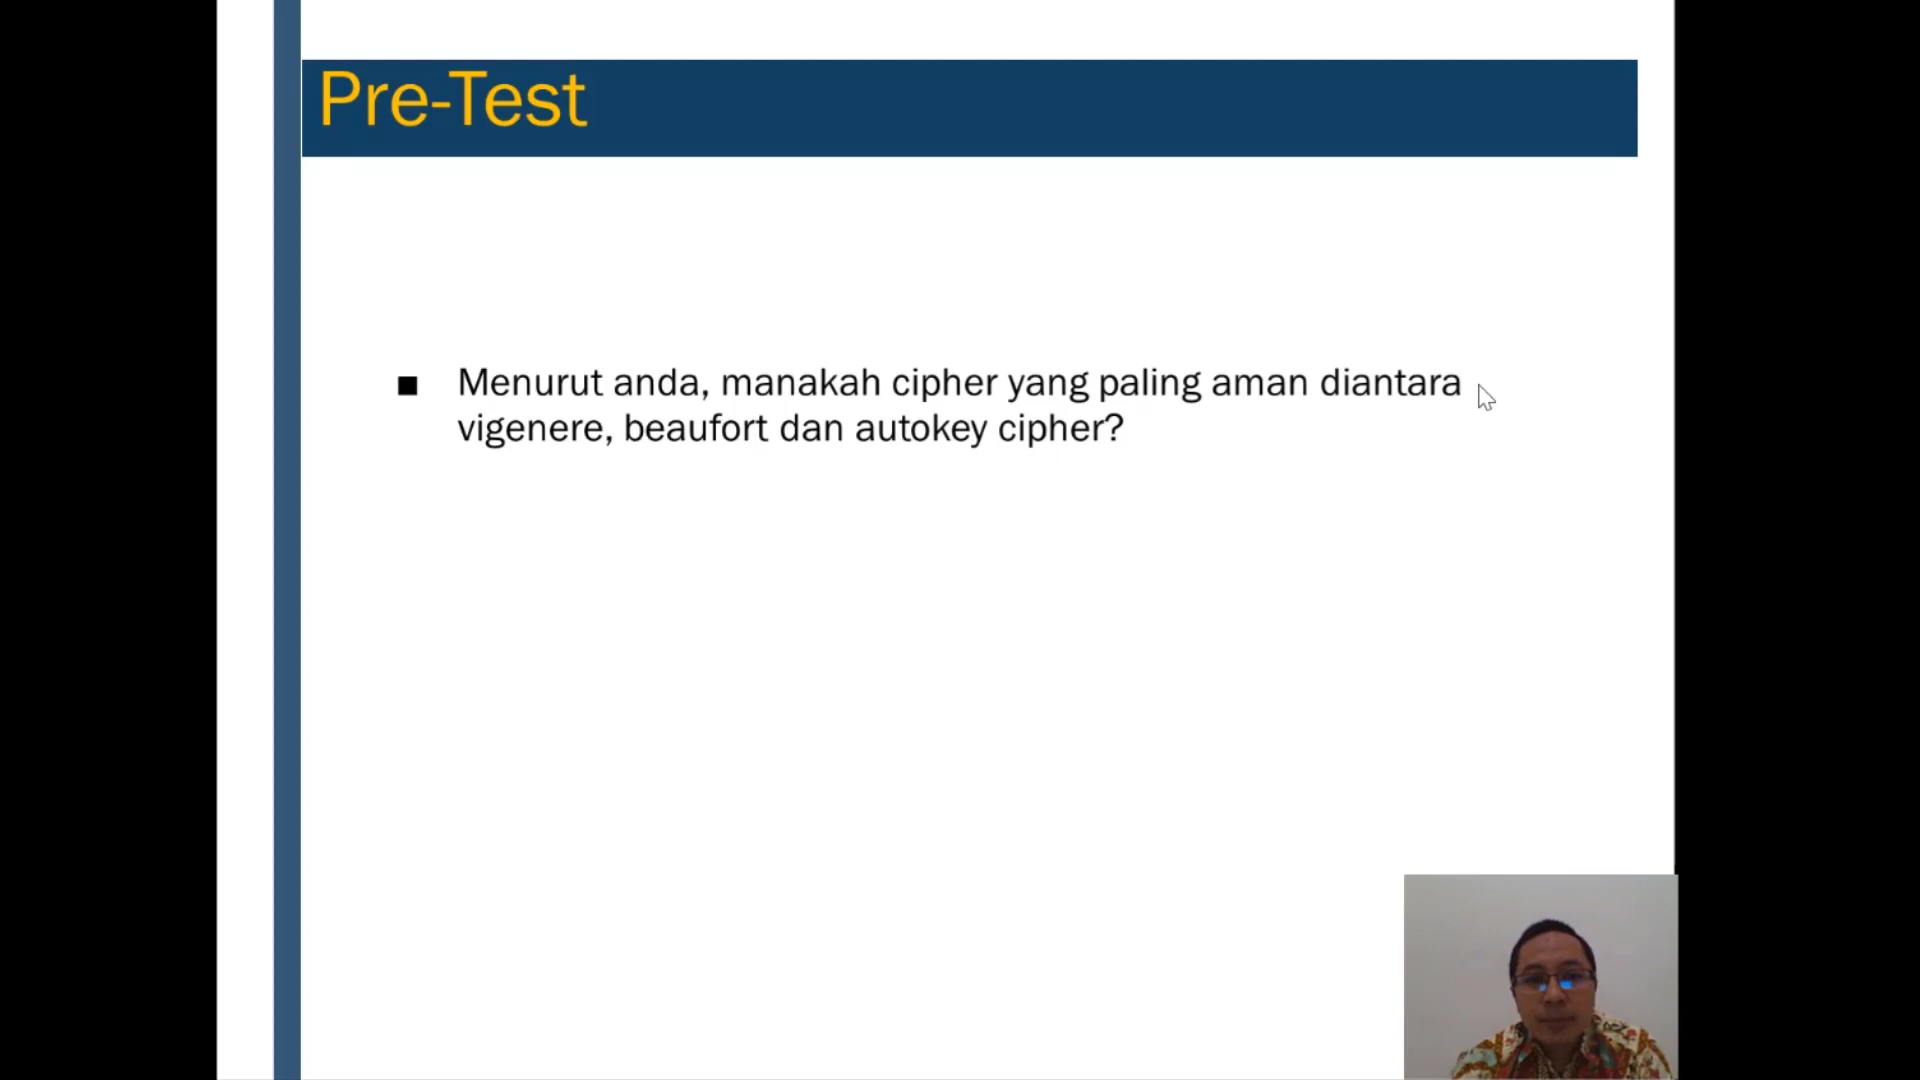 Pre-Test
■ Menurut anda, manakah cipher yang paling aman diantara
vigenere, beaufort dan autokey cipher?